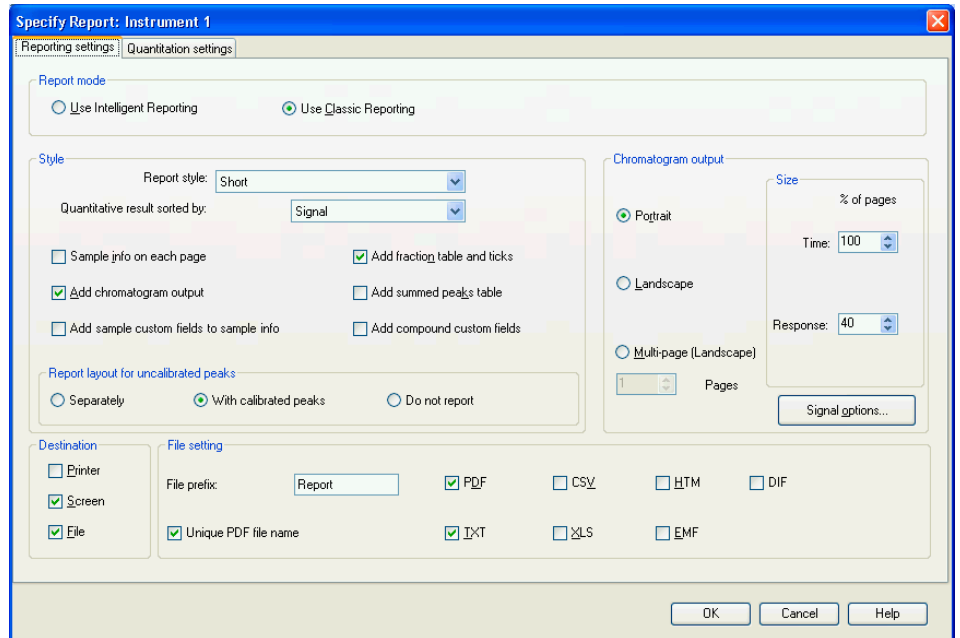 Specify Report: Instrument 1
Reporting settings
Quantitation settings
Report mode
Use Intelligent Reporting
Use Classic Reporting
Style
Report style:
Short
Quantitative result sorted by:
Signal
Sample info on each page
Add fraction table and ticks
Add chromatogram output
Add summed peaks table
Add sample custom fields to sample info
Add compound custom fields
Report layout for uncalibrated peaks
Separately
With calibrated peaks
Do not report
Chromatogram output
Portrait
Landscape
Multi-page (Landscape)
1
Pages
Size
% of pages
Time:
100
Response:
40
Signal options...
Destination
Printer
Screen
File
File setting
File prefix:
Report
PDF
CSV
HTM
DIF
Unique PDF file name
TXT
XLS
EMF
OK
Cancel
Help